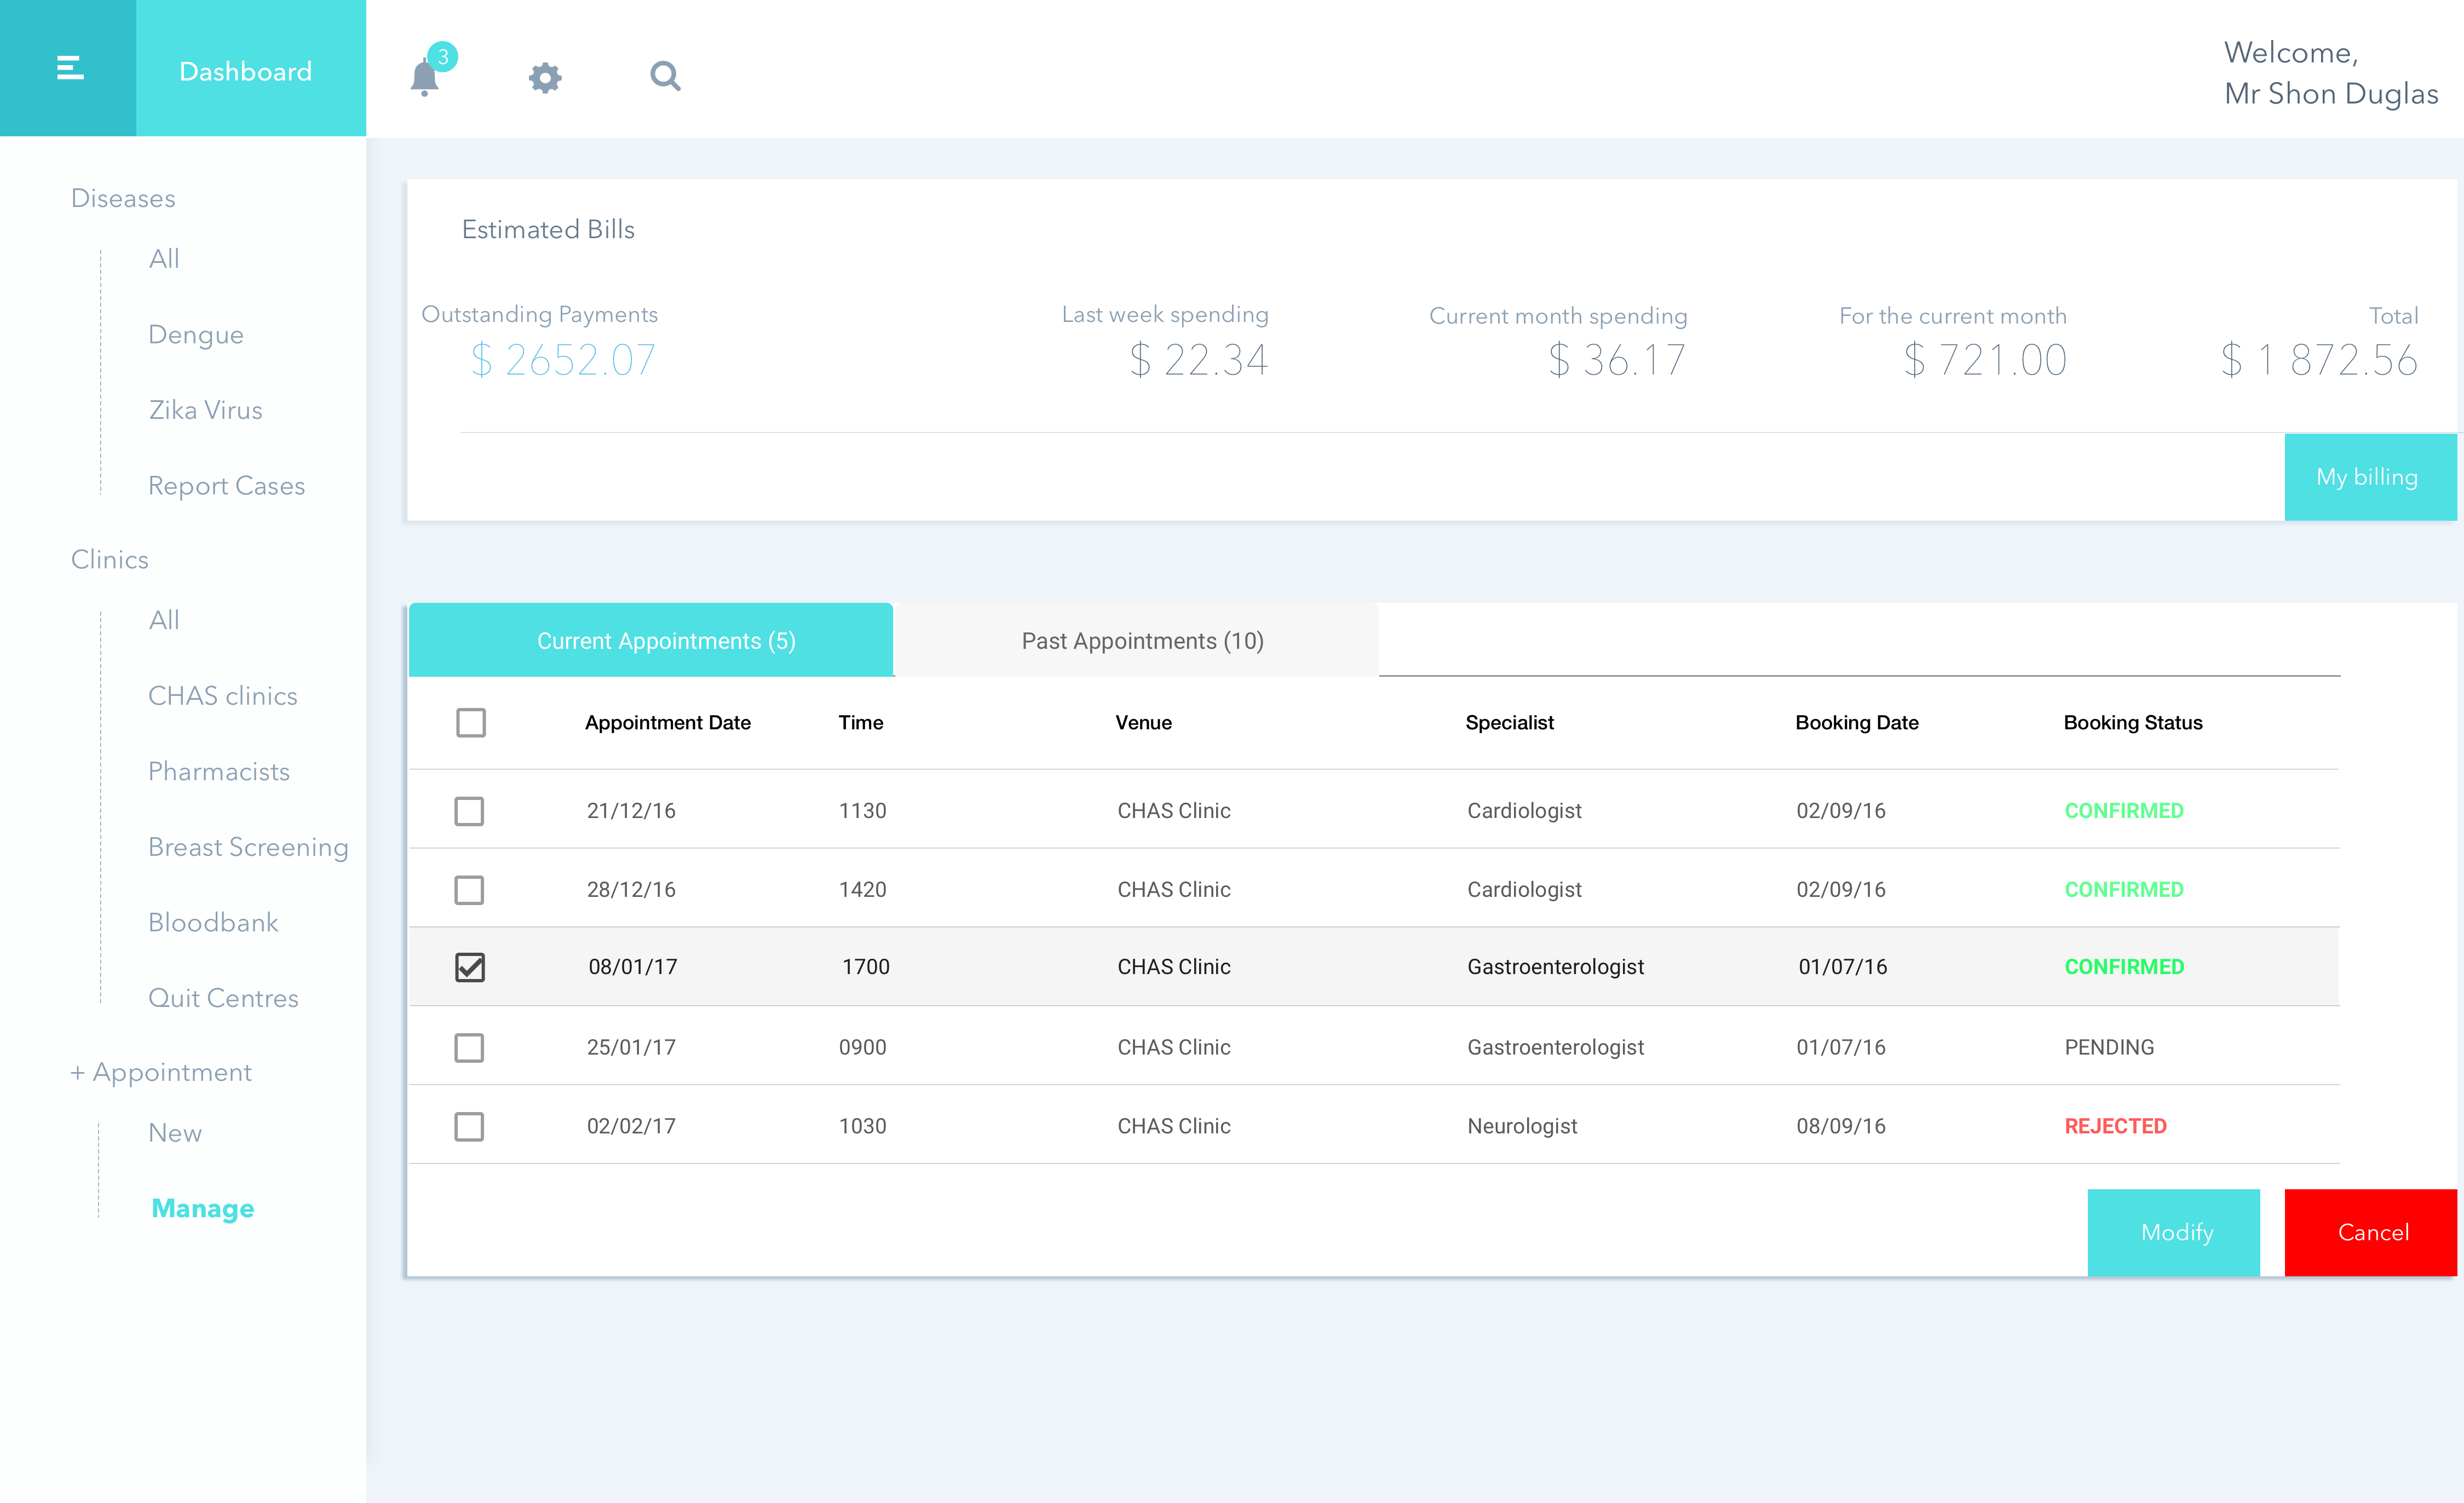 Dashboard
3
Welcome,
Mr Shon Duglas
Diseases
All
Dengue
Zika Virus
Report Cases
Clinics
All
CHAS clinics
Pharmacists
Breast Screening
Bloodbank
Quit Centres
+ Appointment
New
Manage
Estimated Bills
Outstanding Payments
$ 2652.07
Last week spending
$ 22.34
Current month spending
$ 36.17
For the current month
$ 721.00
Total
$ 1 872.56
My billing
Current Appointments (5)
Past Appointments (10)
Appointment Date Time Venue Specialist Booking Date Booking Status
21/12/16 1130 CHAS Clinic Cardiologist 02/09/16 CONFIRMED
28/12/16 1420 CHAS Clinic Cardiologist 02/09/16 CONFIRMED
08/01/17 1700 CHAS Clinic Gastroenterologist 01/07/16 CONFIRMED
25/01/17 0900 CHAS Clinic Gastroenterologist 01/07/16 PENDING
02/02/17 1030 CHAS Clinic Neurologist 08/09/16 REJECTED
Modify
Cancel